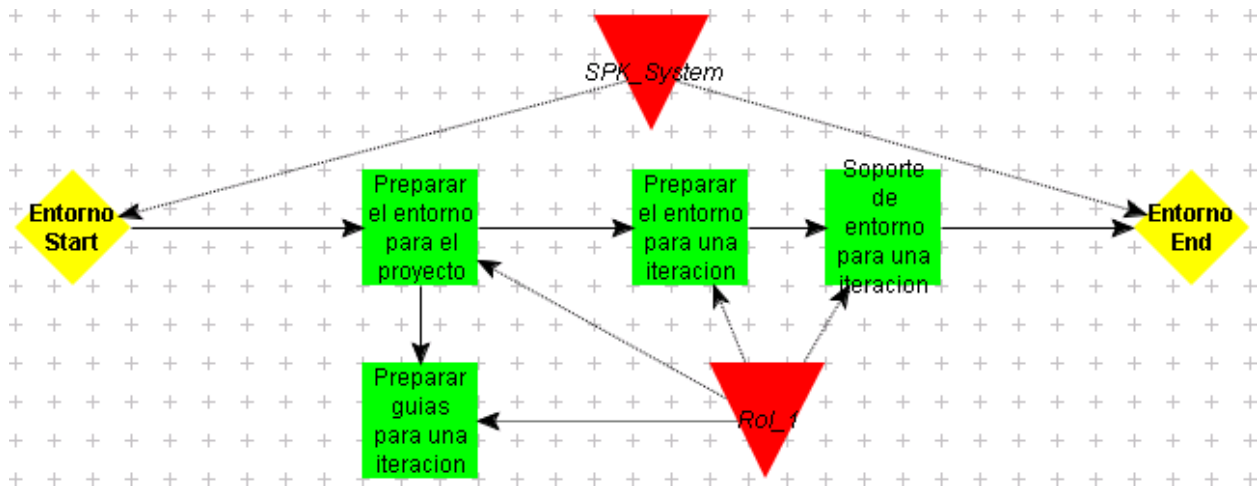 SPK_System
Entorno
Start
Preparar
el entorno
para el
proyecto
Preparar
el entorno
para una
iteracion
Soporte
de
entorno
para una
iteracion
Entorno
End
Preparar
guias
para una
iteracion
Rol_1